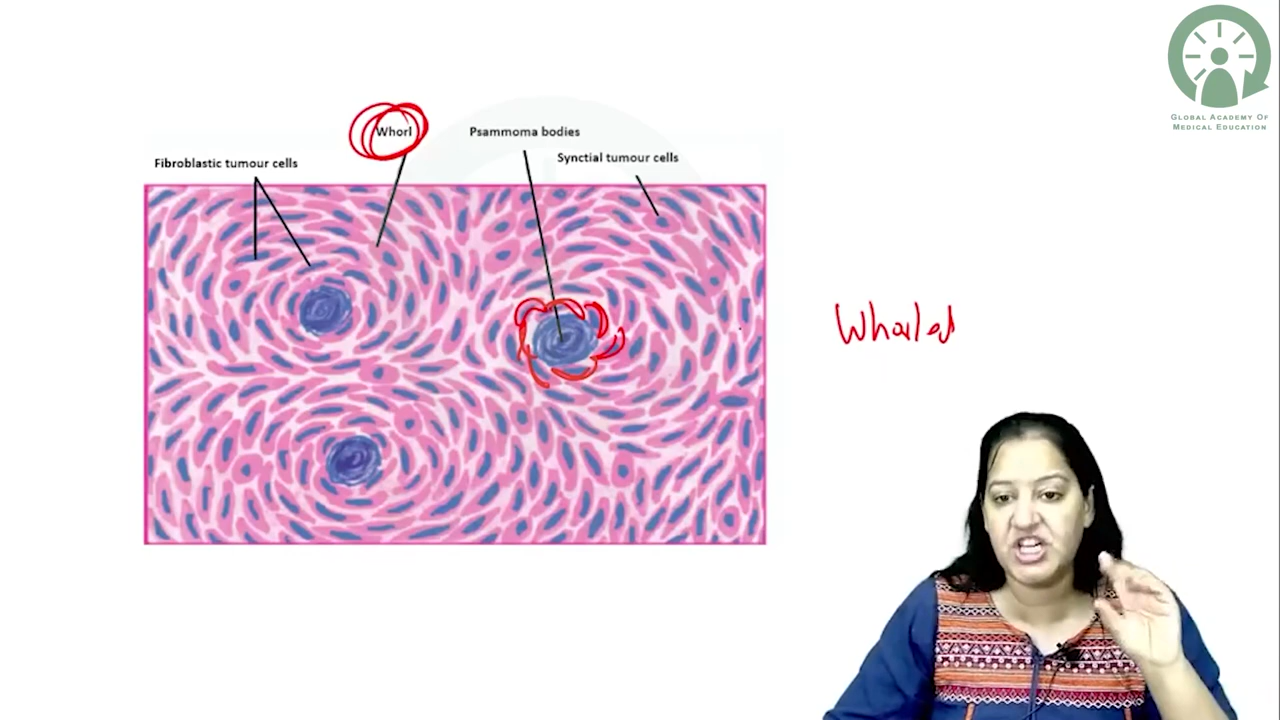 GLOBAL ACADEMY OF
MEDICAL EDUCATION
Whorl
Psammoma bodies
Synctial tumour cells
Fibroblastic tumour cells
Whorled